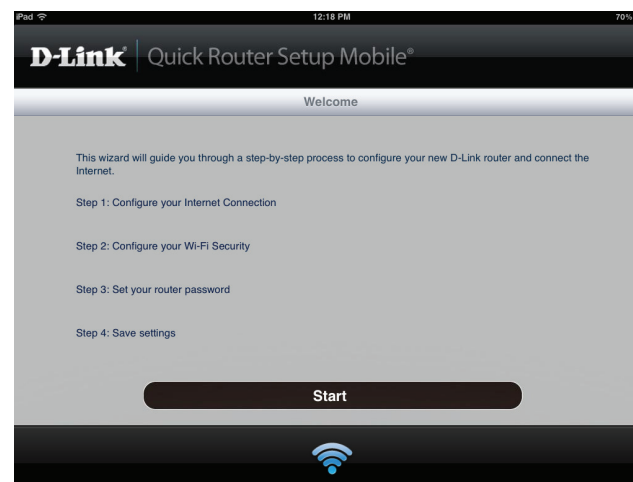 iPad 12:18 PM 70%
D-Link® Quick Router Setup Mobile®
Welcome
This wizard will guide you through a step-by-step process to configure your new D-Link router and connect the
Internet.
Step 1: Configure your Internet Connection
Step 2: Configure your Wi-Fi Security
Step 3: Set your router password
Step 4: Save settings
Start